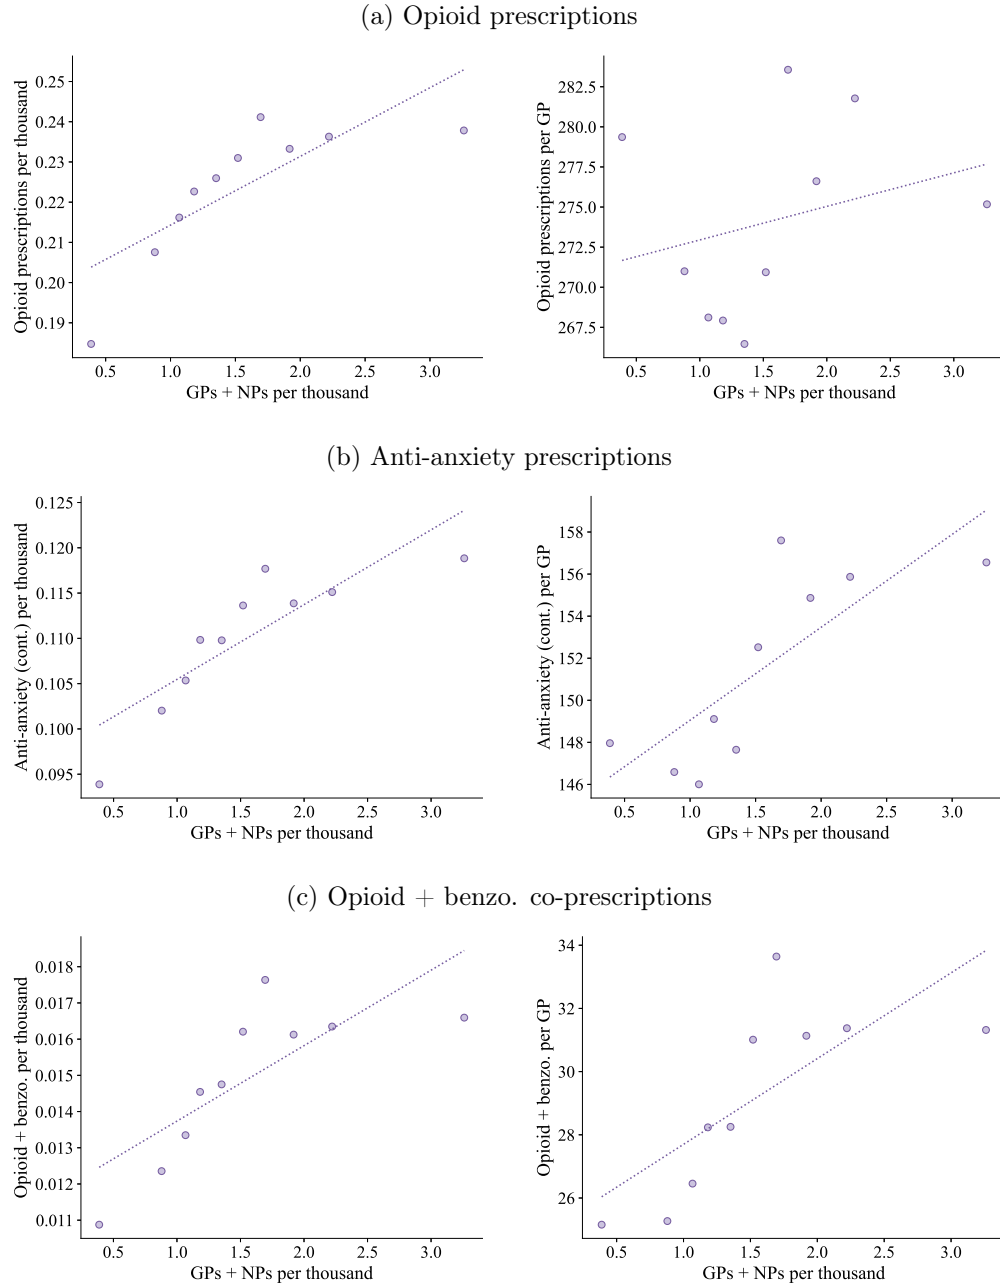 (a) Opioid prescriptions
Opioid prescriptions per thousand
0.25
0.24
0.23
0.22
0.21
0.20
0.19
0.5 1.0 1.5 2.0 2.5 3.0
GPs + NPs per thousand
Opioid prescriptions per GP
282.5
280.0
277.5
275.0
272.5
270.0
267.5
0.5 1.0 1.5 2.0 2.5 3.0
GPs + NPs per thousand
(b) Anti-anxiety prescriptions
Anti-anxiety (cont.) per thousand
0.125
0.120
0.115
0.110
0.105
0.100
0.095
0.5 1.0 1.5 2.0 2.5 3.0
GPs + NPs per thousand
Anti-anxiety (cont.) per GP
158
156
154
152
150
148
146
0.5 1.0 1.5 2.0 2.5 3.0
GPs + NPs per thousand
(c) Opioid + benzo. co-prescriptions
Opioid + benzo. per thousand
0.018
0.017
0.016
0.015
0.014
0.013
0.012
0.011
0.5 1.0 1.5 2.0 2.5 3.0
GPs + NPs per thousand
Opioid + benzo. per GP
34
32
30
28
26
0.5 1.0 1.5 2.0 2.5 3.0
GPs + NPs per thousand